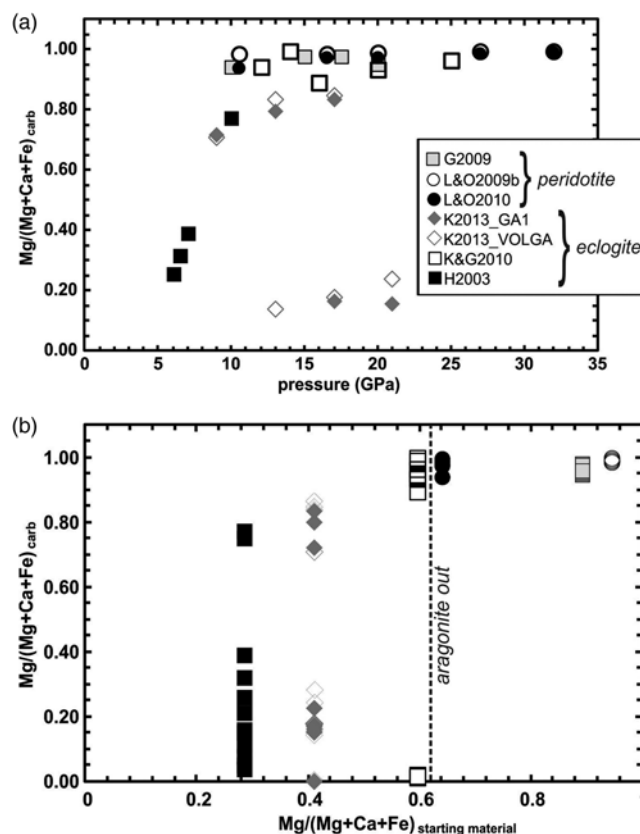 (a)
1.00
0.80
0.60
0.40
0.20
0.00
Mg/(Mg+Ca+Fe)carb
0 5 10 15 20 25 30 35
pressure (GPa)
G2009
L&O2009b
L&O2010
peridotite
K2013_GA1
K2013_VOLGA
K&G2010
H2003
eclogite
(b)
1.00
0.80
0.60
0.40
0.20
0.00
Mg/(Mg+Ca+Fe)carb
aragonite out
0 0.2 0.4 0.6 0.8
Mg/(Mg+Ca+Fe)starting material